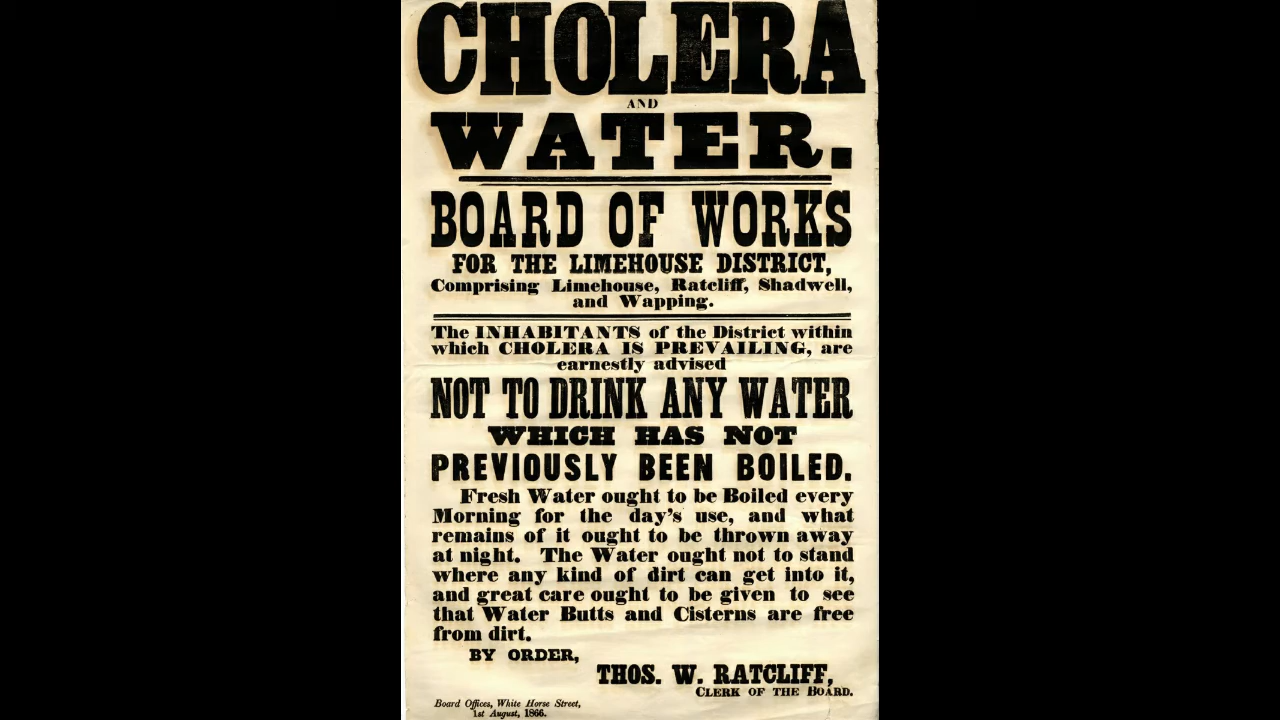 CHOLERA
AND
WATER.
BOARD OF WORKS
FOR THE LIMEHOUSE DISTRICT,
Comprising Limehouse, Ratcliff, Shadwell,
and Wapping.
The INHABITANTS of the District within
which CHOLERA IS PREVAILING, are
earnestly advised
NOT TO DRINK ANY WATER
WHICH HAS NOT
PREVIOUSLY BEEN BOILED.
Fresh Water ought to be Boiled every
Morning for the day's use, and what
remains of it ought to be thrown away
at night. The Water ought not to stand
where any kind of dirt can get into it,
and great care ought to be given to see
that Water Butts and Cisterns are free
from dirt.
BY ORDER,
THOS. W. RATCLIFF,
CLERK OF THE BOARD.
Board Offices, White Horse Street,
1st August, 1866.